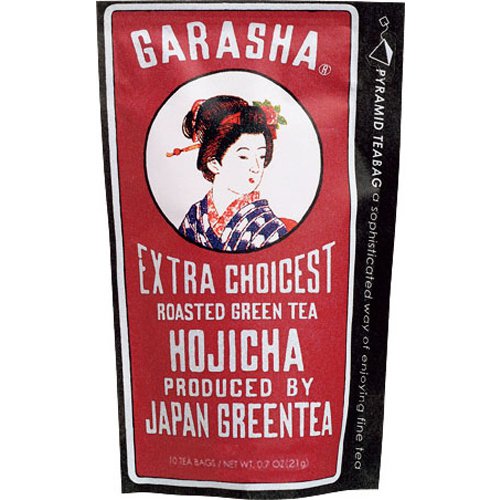 GARASHA®
EXTRA CHOICEST
ROASTED GREEN TEA
HOJICHA
PRODUCED BY
JAPAN GREENTEA
10 TEA BAGS / NET WT. 0.7 OZ (21g)
PYRAMID TEABAG a sophisticated way of enjoying fine tea